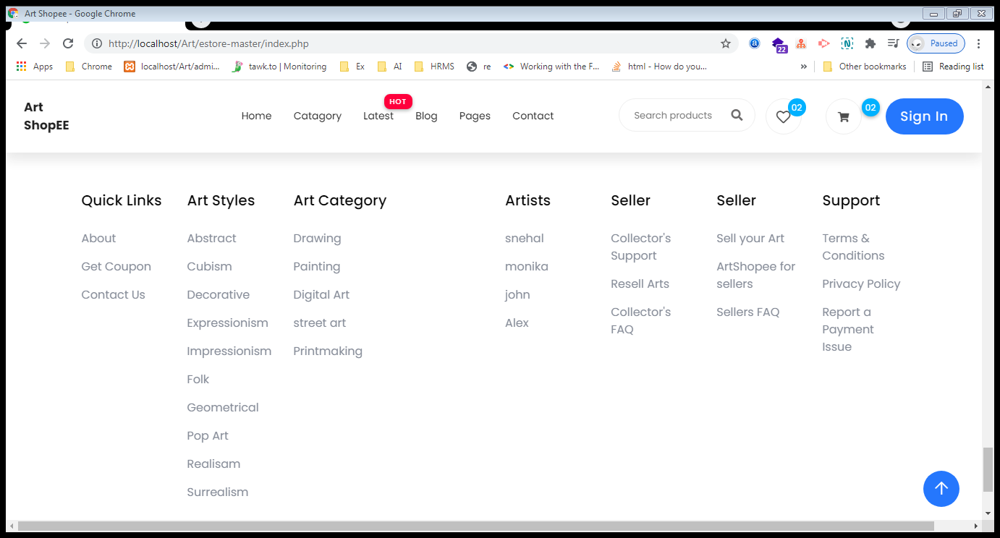 Art Shopee - Google Chrome
http://localhost/Art/estore-master/index.php
22
Paused
Apps
Chrome
localhost/Art/admi...
tawk.to | Monitoring
Ex
AI
HRMS
re
Working with the F...
html - How do you...
»
Other bookmarks
Reading list
Art
ShopEE
Home
Catagory
Latest
HOT
Blog
Pages
Contact
Search products
02
02
Sign In
Quick Links
About
Get Coupon
Contact Us
Art Styles
Abstract
Cubism
Decorative
Expressionism
Impressionism
Folk
Geometrical
Pop Art
Realisam
Surrealism
Art Category
Drawing
Painting
Digital Art
street art
Printmaking
Artists
snehal
monika
john
Alex
Seller
Collector's
Support
Resell Arts
Collector's
FAQ
Seller
Sell your Art
ArtShopee for
sellers
Sellers FAQ
Support
Terms &
Conditions
Privacy Policy
Report a
Payment
Issue